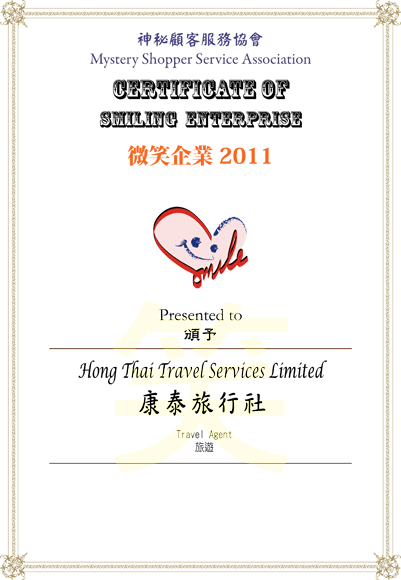 神秘顧客服務協會
Mystery Shopper Service Association
CERTIFICATE OF
SMILING ENTERPRISE
微笑企業 2011
Smile
Presented to
頒予
笑
Hong Thai Travel Services Limited
康泰旅行社
Travel Agent
旅遊